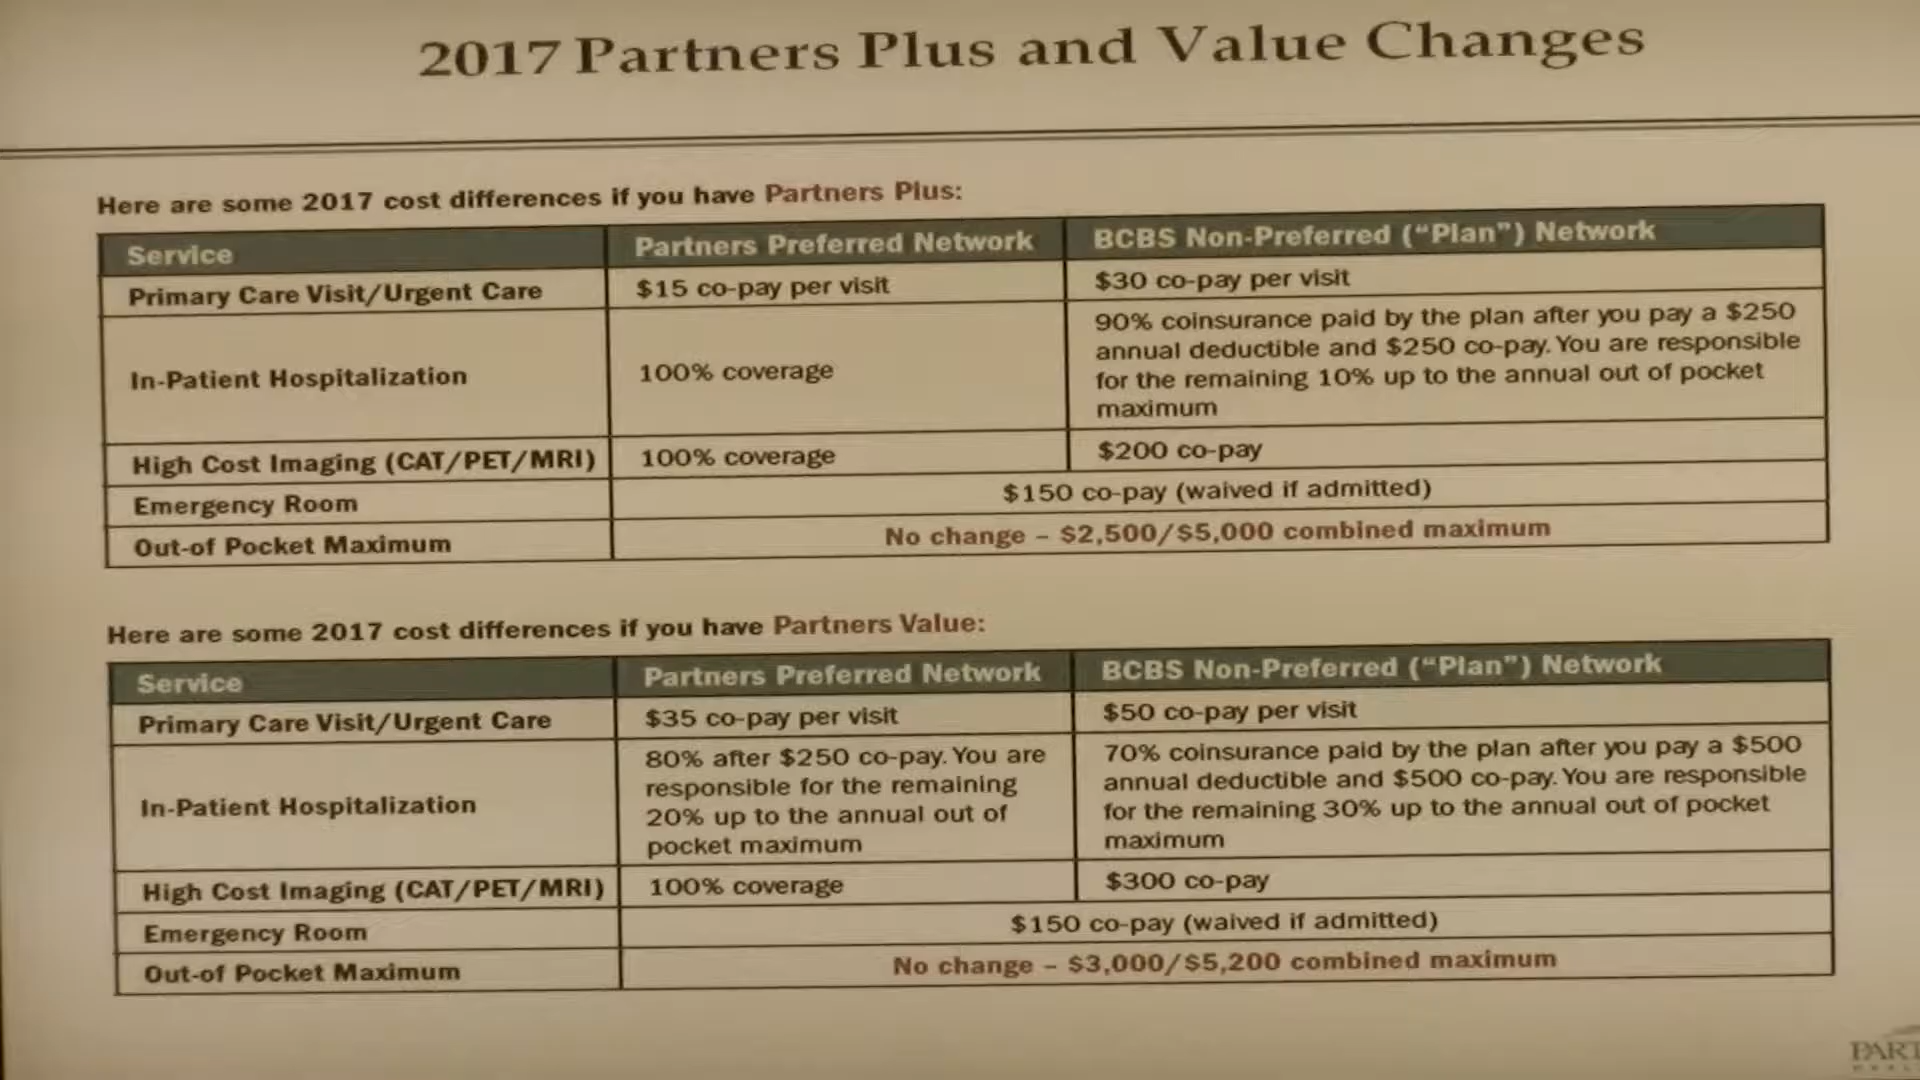 2017 Partners Plus and Value Changes
Here are some 2017 cost differences if you have Partners Plus:
Service Partners Preferred Network BCBS Non-Preferred (“Plan”) Network
Primary Care Visit/Urgent Care $15 co-pay per visit $30 co-pay per visit
In-Patient Hospitalization 100% coverage
90% coinsurance paid by the plan after you pay a $250
annual deductible and $250 co-pay. You are responsible
for the remaining 10% up to the annual out of pocket
maximum
High Cost Imaging (CAT/PET/MRI) 100% coverage $200 co-pay
Emergency Room $150 co-pay (waived if admitted)
Out-of Pocket Maximum No change – $2,500/$5,000 combined maximum
Here are some 2017 cost differences if you have Partners Value:
Service Partners Preferred Network BCBS Non-Preferred (“Plan”) Network
Primary Care Visit/Urgent Care $35 co-pay per visit $50 co-pay per visit
In-Patient Hospitalization
80% after $250 co-pay. You are
responsible for the remaining
20% up to the annual out of
pocket maximum
70% coinsurance paid by the plan after you pay a $500
annual deductible and $500 co-pay. You are responsible
for the remaining 30% up to the annual out of pocket
maximum
High Cost Imaging (CAT/PET/MRI) 100% coverage $300 co-pay
Emergency Room $150 co-pay (waived if admitted)
Out-of Pocket Maximum No change – $3,000/$5,200 combined maximum
PART